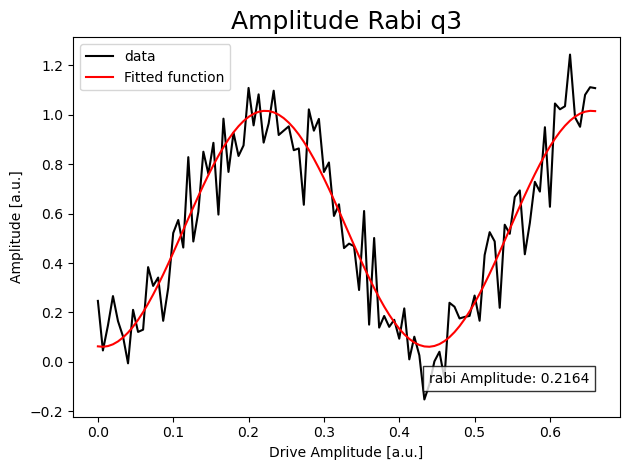 Amplitude Rabi q3
data
Fitted function
Amplitude [a.u.]
1.2
1.0
0.8
0.6
0.4
0.2
0.0
−0.2
rabi Amplitude: 0.2164
0.0 0.1 0.2 0.3 0.4 0.5 0.6
Drive Amplitude [a.u.]